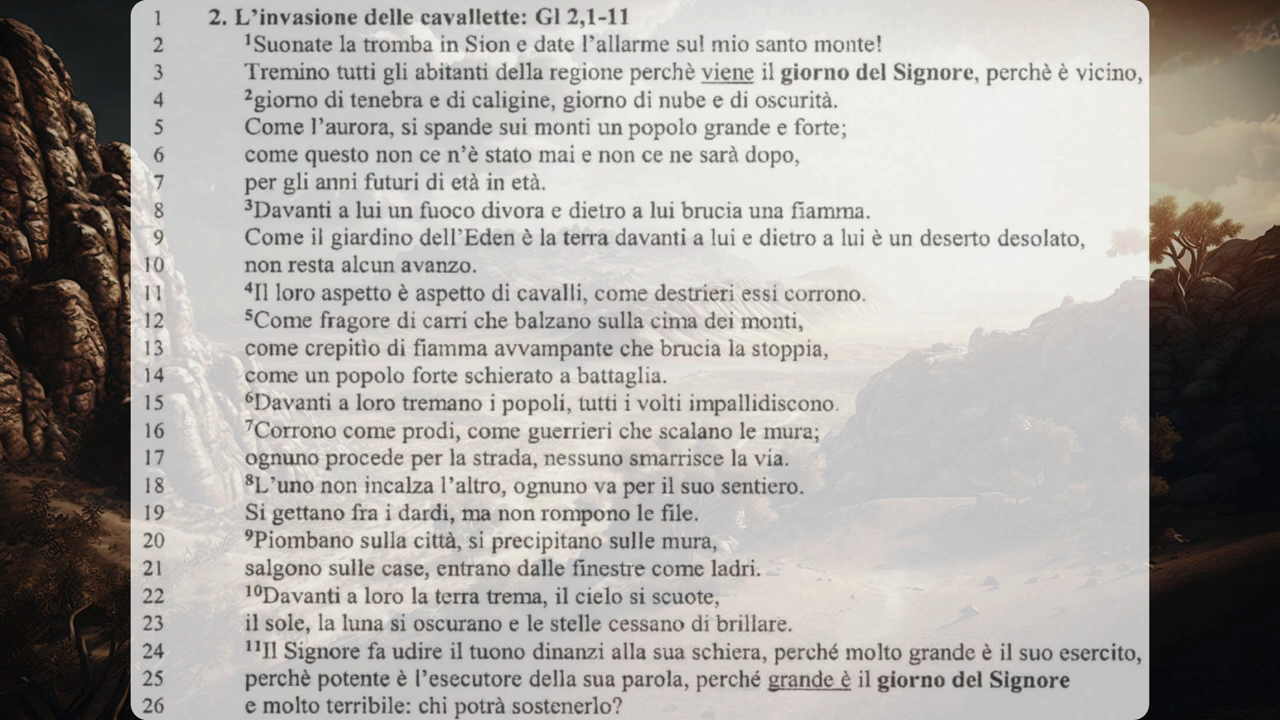 1 2. L'invasione delle cavallette: Gl 2,1-11
2 ¹Suonate la tromba in Sion e date l'allarme sul mio santo monte!
3 Tremino tutti gli abitanti della regione perchè viene il giorno del Signore, perchè è vicino,
4 ²giorno di tenebra e di caligine, giorno di nube e di oscurità.
5 Come l'aurora, si spande sui monti un popolo grande e forte;
6 come questo non ce n'è stato mai e non ce ne sarà dopo,
7 per gli anni futuri di età in età.
8 ³Davanti a lui un fuoco divora e dietro a lui brucia una fiamma.
9 Come il giardino dell'Eden è la terra davanti a lui e dietro a lui è un deserto desolato,
10 non resta alcun avanzo.
11 ⁴Il loro aspetto è aspetto di cavalli, come destrieri essi corrono.
12 ⁵Come fragore di carri che balzano sulla cima dei monti,
13 come crepitìo di fiamma avvampante che brucia la stoppia,
14 come un popolo forte schierato a battaglia.
15 ⁶Davanti a loro tremano i popoli, tutti i volti impallidiscono.
16 ⁷Corrono come prodi, come guerrieri che scalano le mura;
17 ognuno procede per la strada, nessuno smarrisce la via.
18 ⁸L'uno non incalza l'altro, ognuno va per il suo sentiero.
19 Si gettano fra i dardi, ma non rompono le file.
20 ⁹Piombano sulla città, si precipitano sulle mura,
21 salgono sulle case, entrano dalle finestre come ladri.
22 ¹⁰Davanti a loro la terra trema, il cielo si scuote,
23 il sole, la luna si oscurano e le stelle cessano di brillare.
24 ¹¹Il Signore fa udire il tuono dinanzi alla sua schiera, perché molto grande è il suo esercito,
25 perchè potente è l'esecutore della sua parola, perché grande è il giorno del Signore
26 e molto terribile: chi potrà sostenerlo?